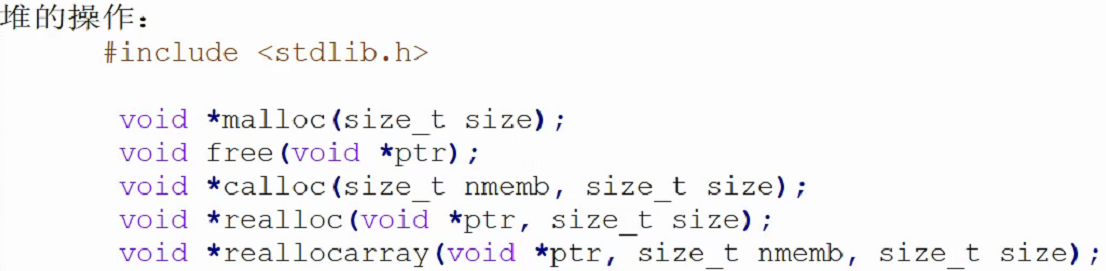 堆的操作：
#include <stdlib.h>
void *malloc(size_t size);
void free(void *ptr);
void *calloc(size_t nmemb, size_t size);
void *realloc(void *ptr, size_t size);
void *reallocarray(void *ptr, size_t nmemb, size_t size);